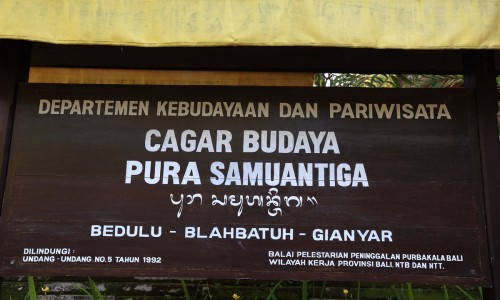 DEPARTEMEN KEBUDAYAAN DAN PARIWISATA
CAGAR BUDAYA
PURA SAMUANTIGA
BEDULU - BLAHBATUH - GIANYAR
DILINDUNGI :
UNDANG - UNDANG NO.5 TAHUN 1992
BALAI PELESTARIAN PENINGGALAN PURBAKALA BALI
WILAYAH KERJA PROVINSI BALI, NTB DAN NTT.